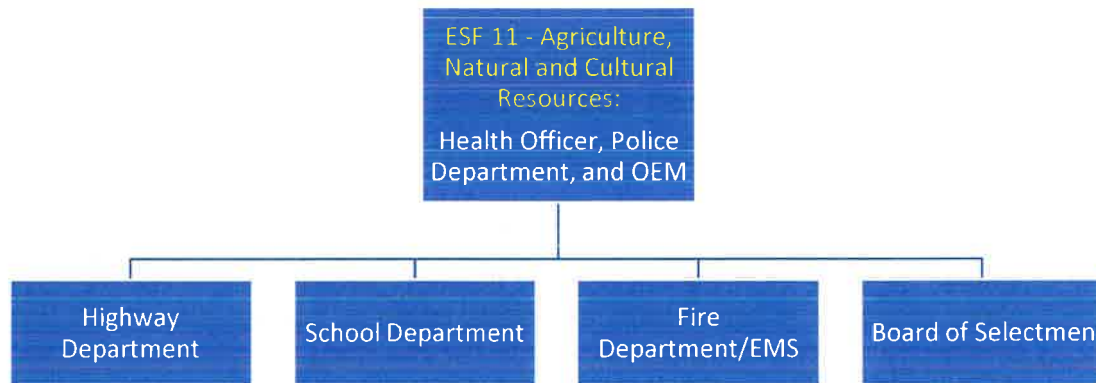 ESF 11 - Agriculture,
Natural and Cultural
Resources:
Health Officer, Police
Department, and OEM
Highway
Department
School Department
Fire
Department/EMS
Board of Selectmen